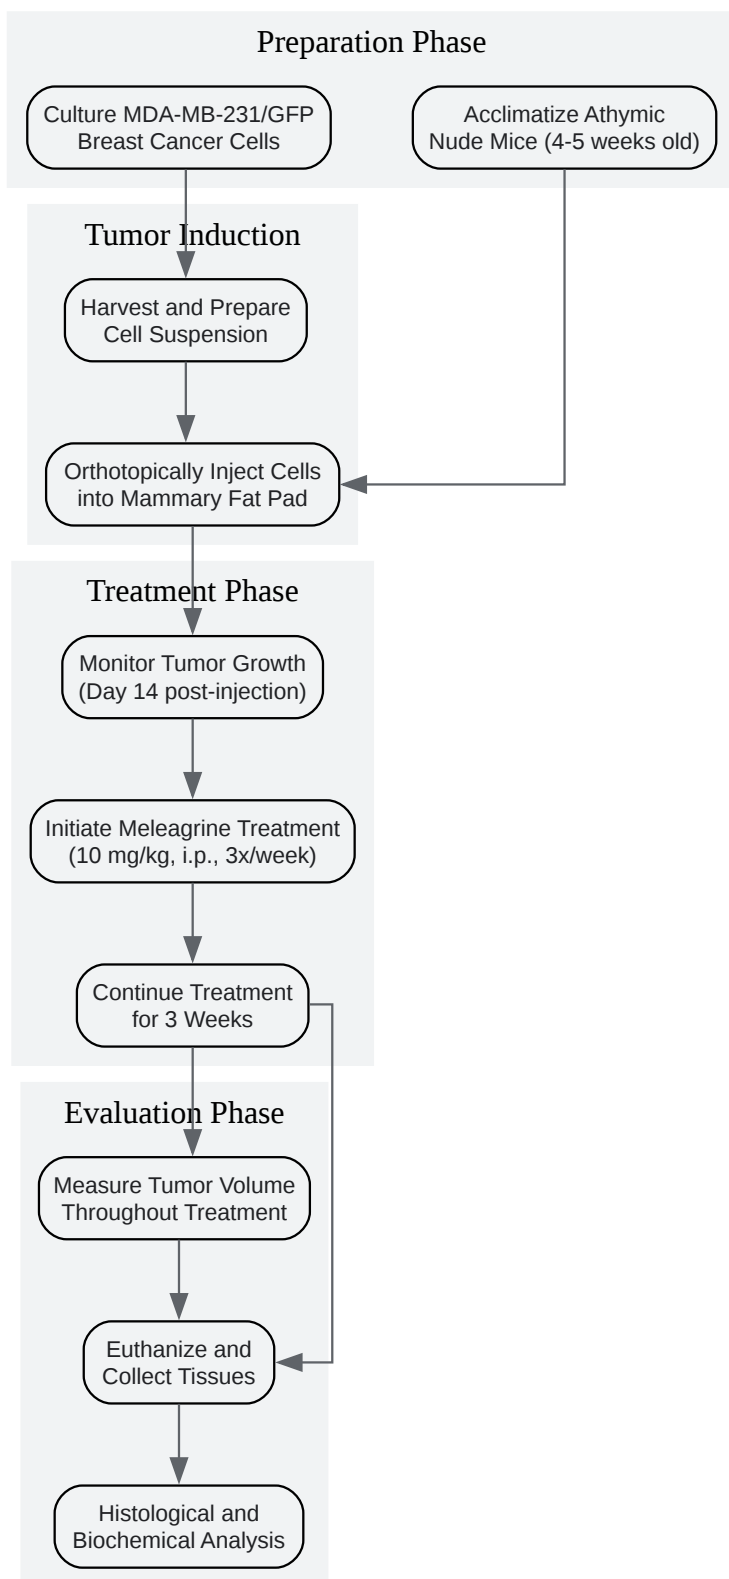 Preparation Phase
Culture MDA-MB-231/GFP
Breast Cancer Cells
Acclimatize Athymic
Nude Mice (4-5 weeks old)
Tumor Induction
Harvest and Prepare
Cell Suspension
Orthotopically Inject Cells
into Mammary Fat Pad
Treatment Phase
Monitor Tumor Growth
(Day 14 post-injection)
Initiate Meleagrine Treatment
(10 mg/kg, i.p., 3x/week)
Continue Treatment
for 3 Weeks
Evaluation Phase
Measure Tumor Volume
Throughout Treatment
Euthanize and
Collect Tissues
Histological and
Biochemical Analysis